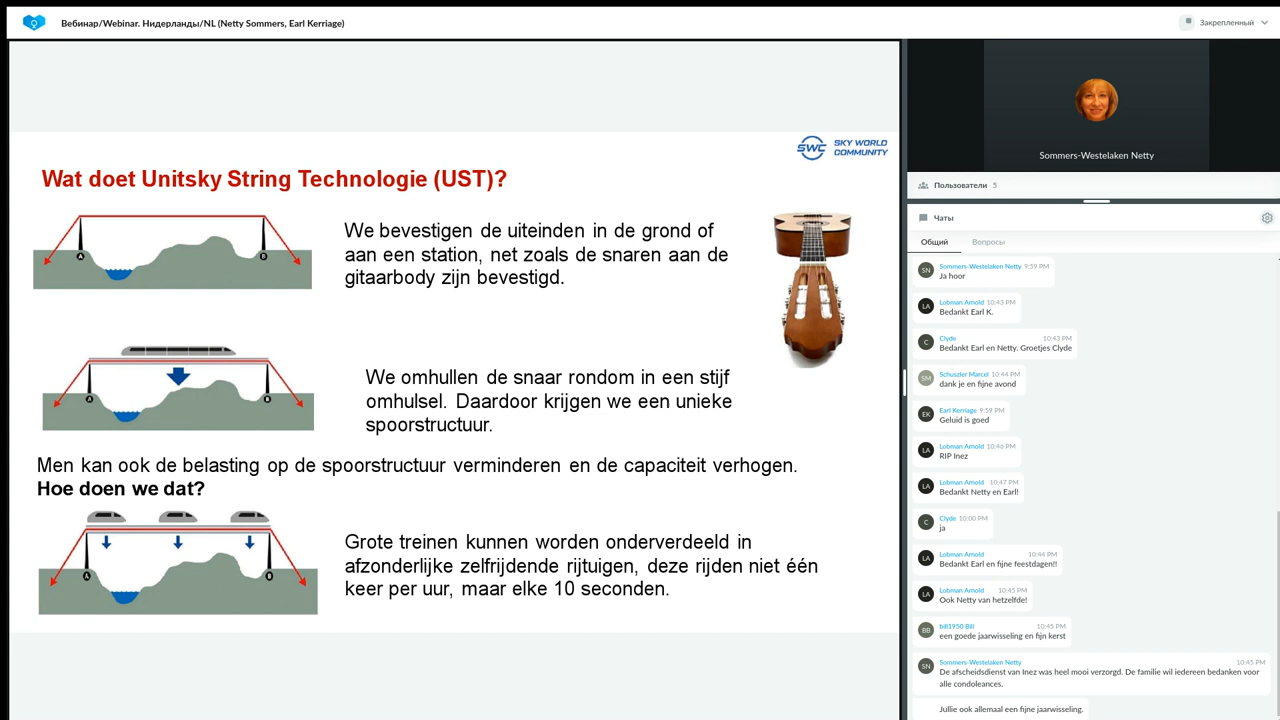 Вебинар/Webinar. Нидерланды/NL (Netty Sommers, Earl Kerriage)
Закрепленный
SWC SKY WORLD
COMMUNITY
Wat doet Unitsky String Technologie (UST)?
A B
We bevestigen de uiteinden in de grond of
aan een station, net zoals de snaren aan de
gitaarbody zijn bevestigd.
A B
We omhullen de snaar rondom in een stijf
omhulsel. Daardoor krijgen we een unieke
spoorstructuur.
Men kan ook de belasting op de spoorstructuur verminderen en de capaciteit verhogen.
Hoe doen we dat?
A B
Grote treinen kunnen worden onderverdeeld in
afzonderlijke zelfrijdende rijtuigen, deze rijden niet één
keer per uur, maar elke 10 seconden.
Sommers-Westelaken Netty
Пользователи 5
Чаты
Общий Вопросы
SN Sommers-Westelaken Netty 9:59 PM
Ja hoor
LA Lobman Arnold 10:43 PM
Bedankt Earl K.
C Clyde 10:43 PM
Bedankt Earl en Netty. Groetjes Clyde
SM Schuszler Marcel 10:44 PM
dank je en fijne avond
EK Earl Kerriage 9:59 PM
Geluid is goed
LA Lobman Arnold 10:46 PM
RIP Inez
LA Lobman Arnold 10:47 PM
Bedankt Netty en Earl!
C Clyde 10:00 PM
ja
LA Lobman Arnold 10:44 PM
Bedankt Earl en fijne feestdagen!!
LA Lobman Arnold 10:45 PM
Ook Netty van hetzelfde!
BB bill1950 Bill 10:45 PM
een goede jaarwisseling en fijn kerst
SN Sommers-Westelaken Netty 10:45 PM
De afscheidsdienst van Inez was heel mooi verzorgd. De familie wil iedereen bedanken voor
alle condoleances.
Jullie ook allemaal een fijne jaarwisseling.